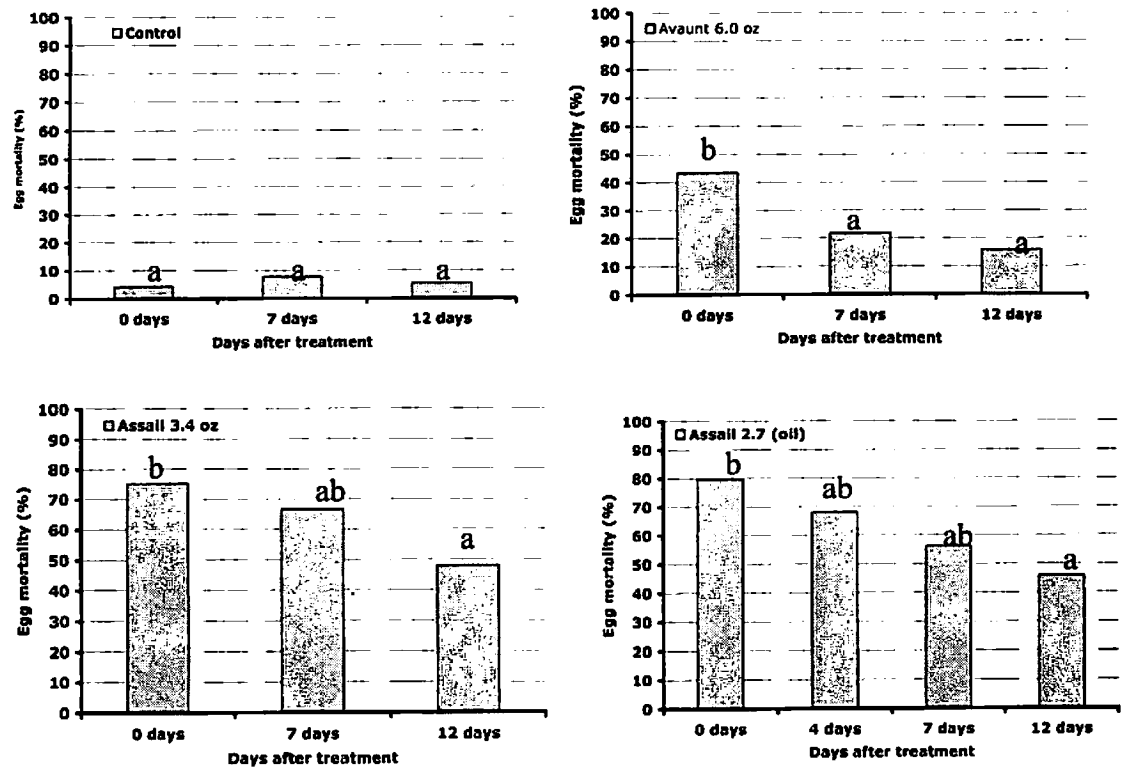 Control
Egg mortality (%)
100
90
80
70
60
50
40
30
20
10
0
a
a
a
0 days
7 days
12 days
Days after treatment
Avaunt 6.0 oz
Egg mortality (%)
100
90
80
70
60
50
40
30
20
10
0
b
a
a
0 days
7 days
12 days
Days after treatment
Assail 3.4 oz
Egg mortality (%)
100
90
80
70
60
50
40
30
20
10
0
b
ab
a
0 days
7 days
12 days
Days after treatment
Assail 2.7 (oil)
Egg mortality (%)
100
90
80
70
60
50
40
30
20
10
0
b
ab
ab
a
0 days
4 days
7 days
12 days
Days after treatment